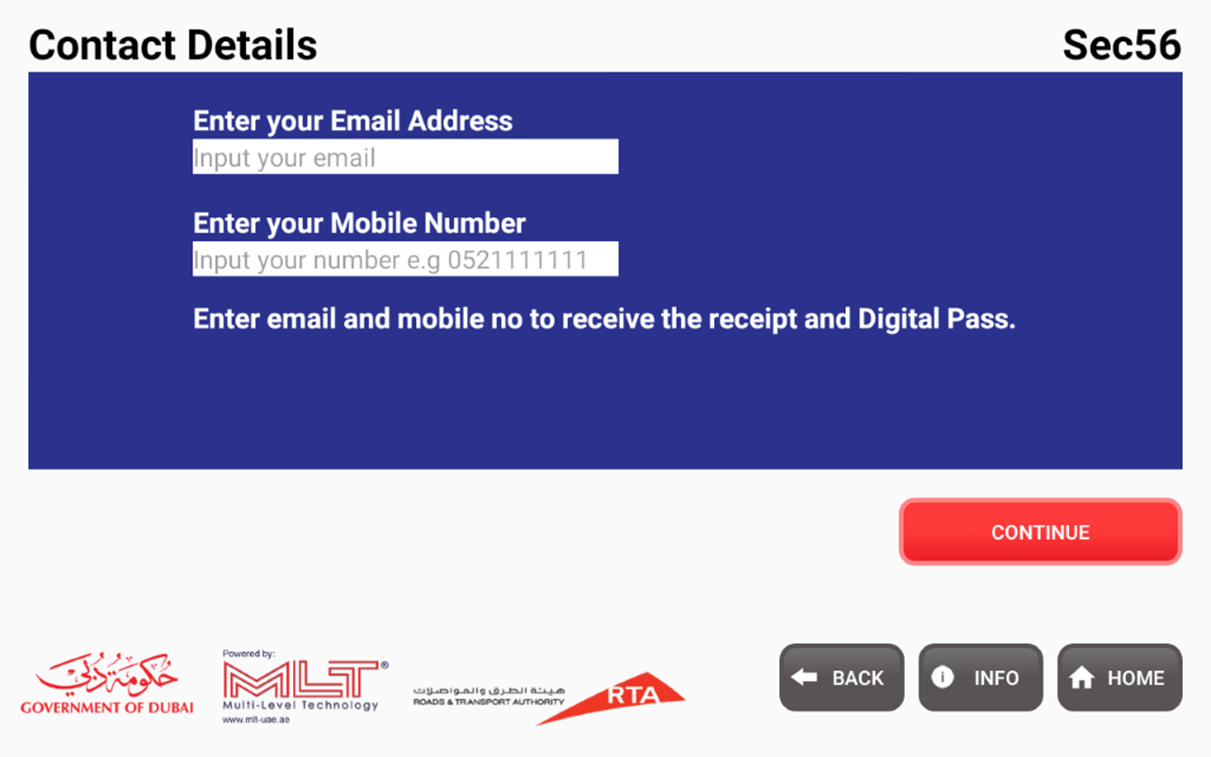 Contact Details
Sec56
Enter your Email Address
Input your email
Enter your Mobile Number
Input your number e.g 0521111111
Enter email and mobile no to receive the receipt and Digital Pass.
CONTINUE
حكومة دبي
GOVERNMENT OF DUBAI
Powered by:
MLT®
Multi-Level Technology
www.mlt-uae.ae
هيئة الطرق والمواصلات
ROADS & TRANSPORT AUTHORITY
RTA
BACK
INFO
HOME